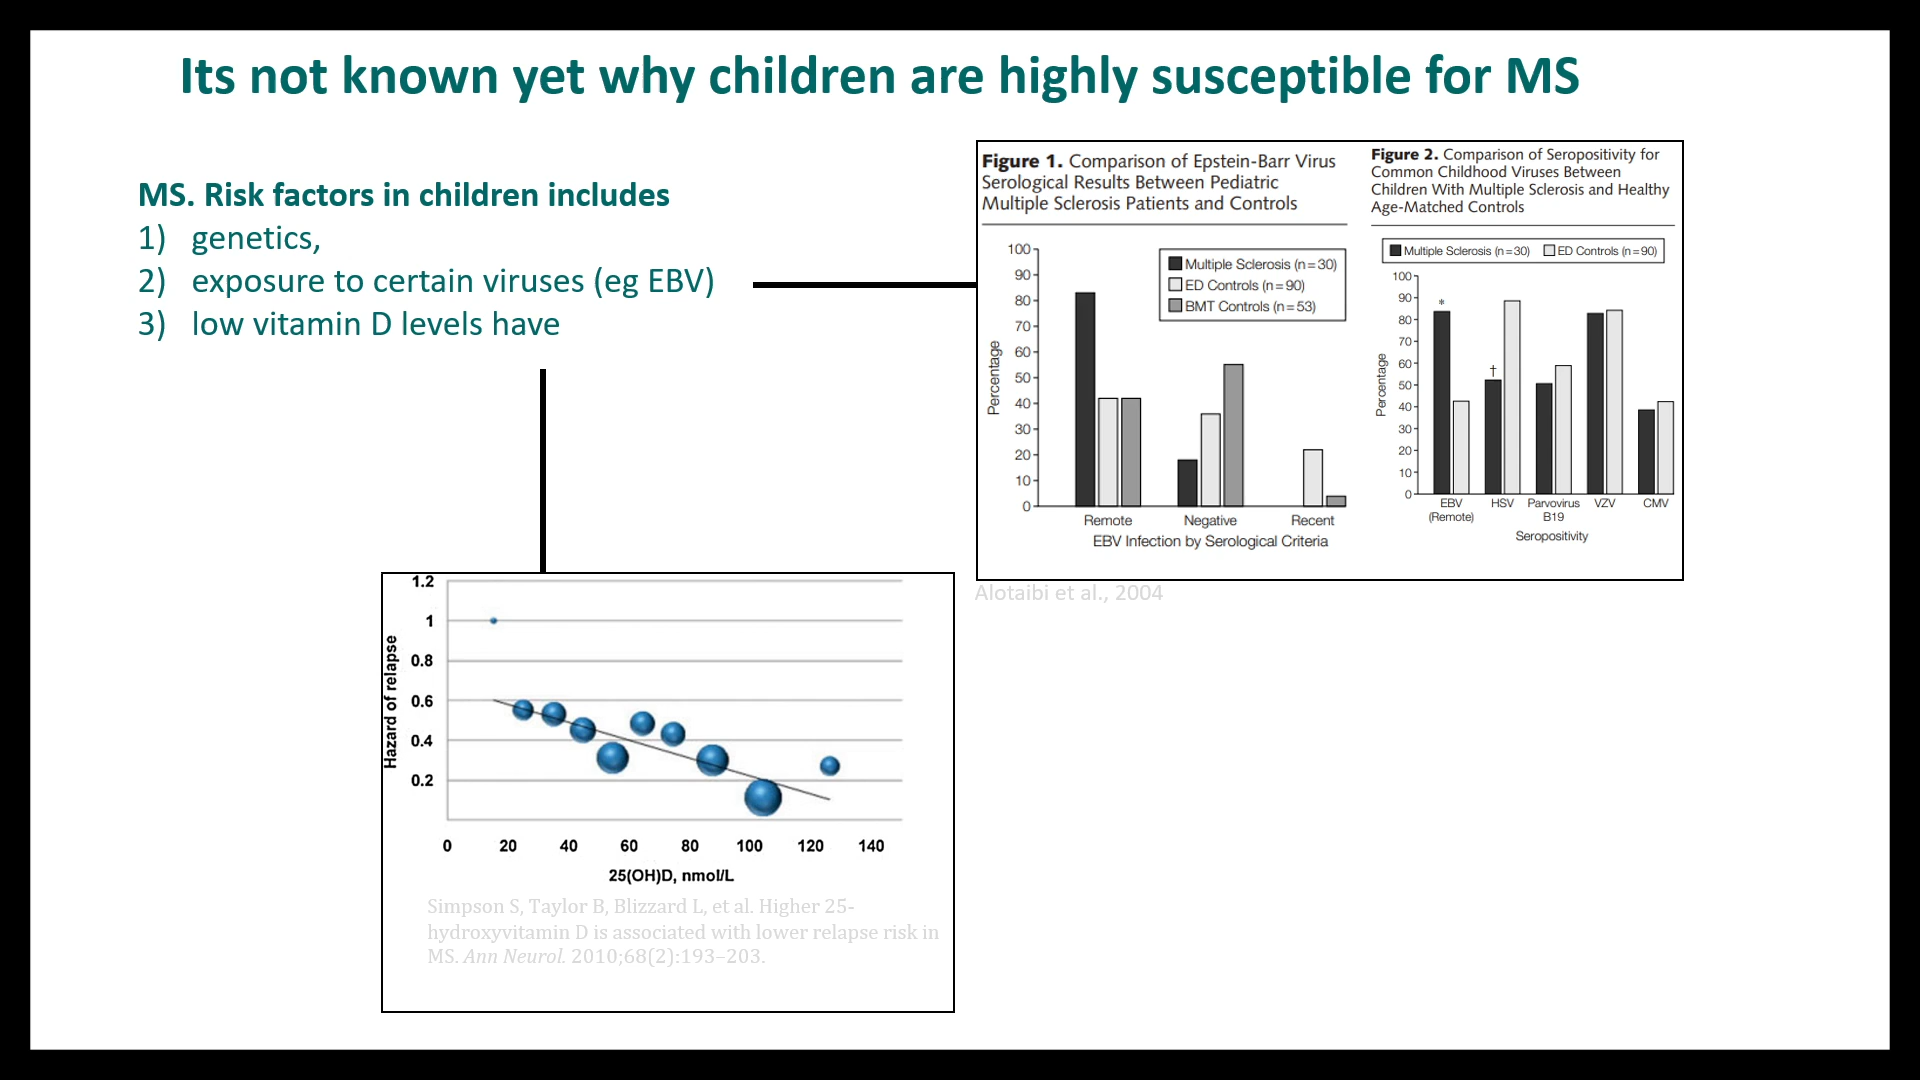 Its not known yet why children are highly susceptible for MS
MS. Risk factors in children includes
1) genetics,
2) exposure to certain viruses (eg EBV)
3) low vitamin D levels have
Figure 1. Comparison of Epstein-Barr Virus
Serological Results Between Pediatric
Multiple Sclerosis Patients and Controls
100
90
80
70
60
50
40
30
20
10
0
Percentage
Multiple Sclerosis (n=30)
ED Controls (n=90)
BMT Controls (n=53)
Remote Negative Recent
EBV Infection by Serological Criteria
Figure 2. Comparison of Seropositivity for
Common Childhood Viruses Between
Children With Multiple Sclerosis and Healthy
Age-Matched Controls
Multiple Sclerosis (n=30) ED Controls (n=90)
100
90
80
70
60
50
40
30
20
10
0
Percentage
*
†
EBV HSV Parvovirus VZV CMV
(Remote) B19
Seropositivity
Alotaibi et al., 2004
1.2
1
0.8
0.6
0.4
0.2
Hazard of relapse
0 20 40 60 80 100 120 140
25(OH)D, nmol/L
Simpson S, Taylor B, Blizzard L, et al. Higher 25-
hydroxyvitamin D is associated with lower relapse risk in
MS. Ann Neurol. 2010;68(2):193–203.